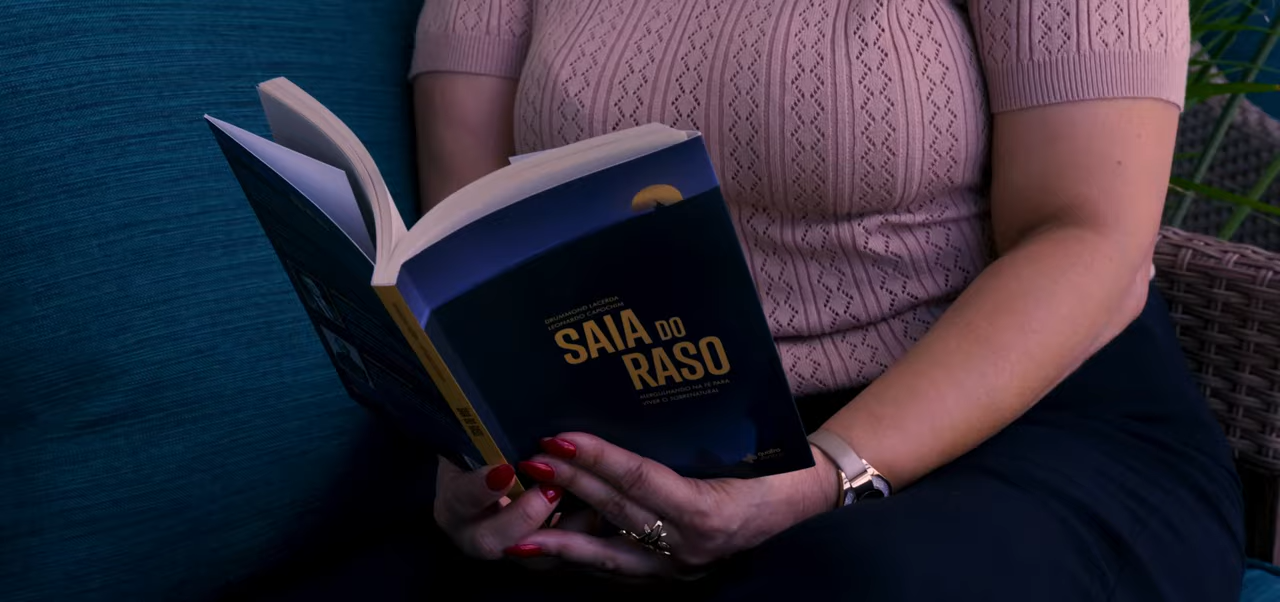 DRUMMOND LACERDA
LEONARDO CAPOCHIM
SAIA DO
RASO
MERGULHANDO NA FÉ PARA
VIVER O SOBRENATURAL